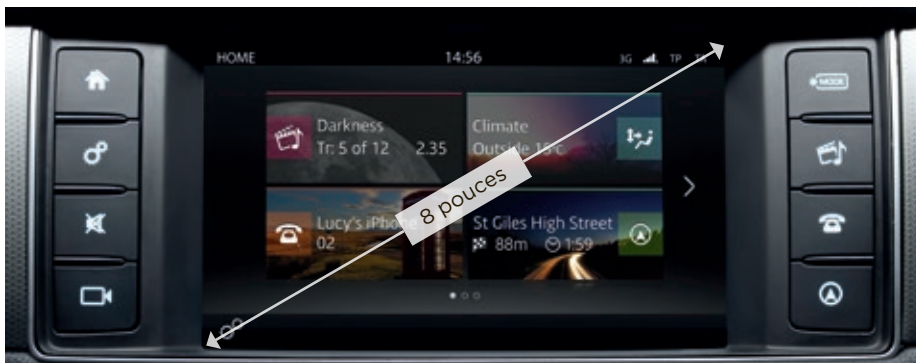 HOME 14:56 3G TP
MODE
Darkness
Tr: 5 of 12 2.35
Climate
Outside 15°c
8 pouces
Lucy's iPhone
02
St Giles High Street
88m 1:59